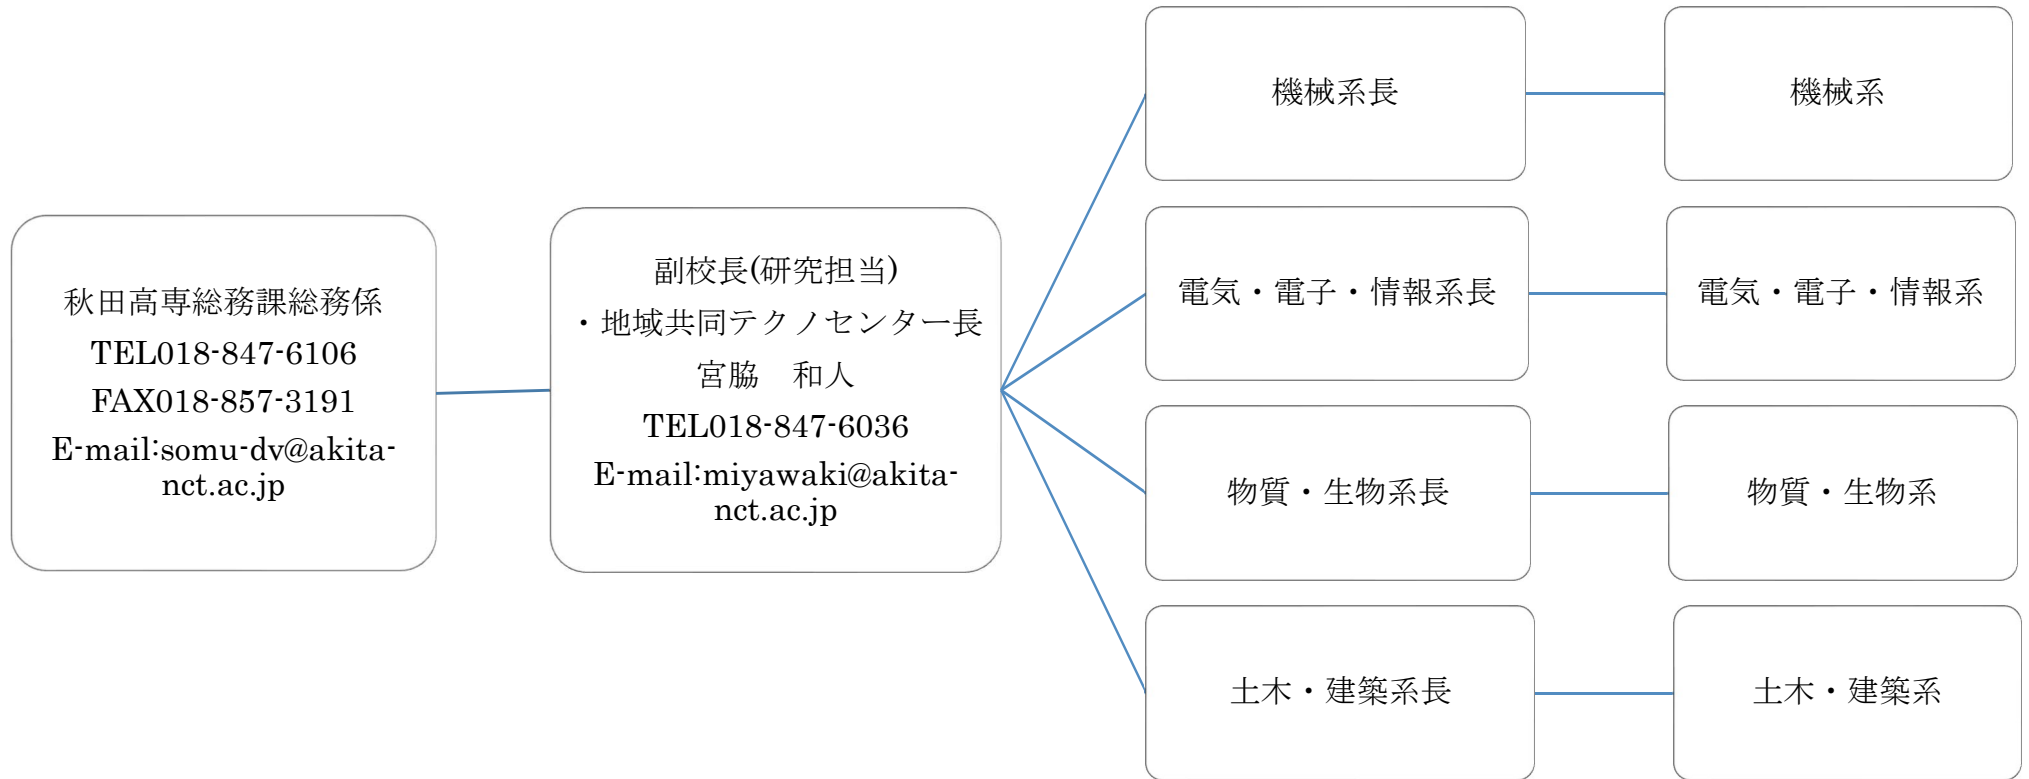 秋田高専総務課総務係
TEL018-847-6106
FAX018-857-3191
E-mail:somu-dv@akita-
nct.ac.jp
副校長(研究担当)
・地域共同テクノセンター長
宮脇　和人
TEL018-847-6036
E-mail:miyawaki@akita-
nct.ac.jp
機械系長
機械系
電気・電子・情報系長
電気・電子・情報系
物質・生物系長
物質・生物系
土木・建築系長
土木・建築系